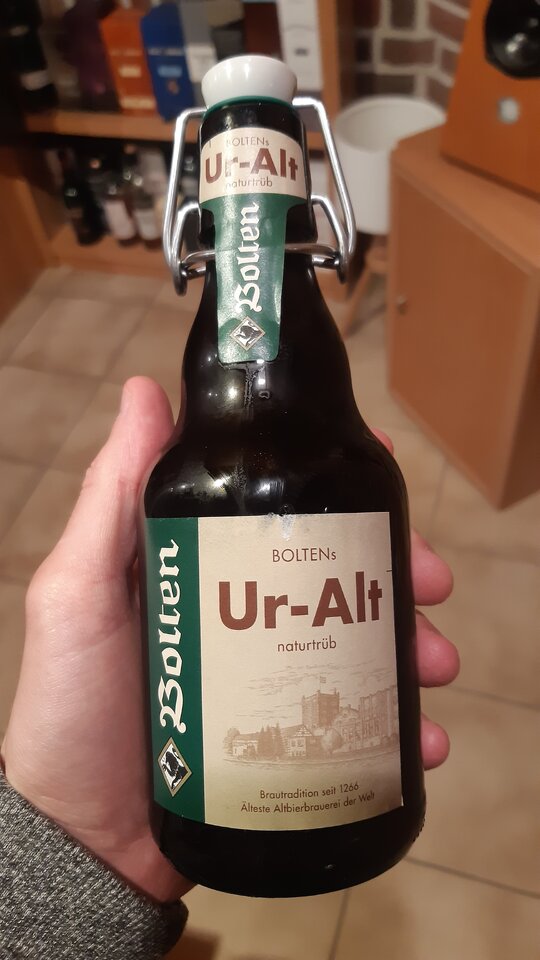 BOLTENs
Ur-Alt
naturtrüb
Bolten
Bolten
BOLTENs
Ur-Alt
naturtrüb
Brautradition seit 1266
Älteste Altbierbrauerei der Welt